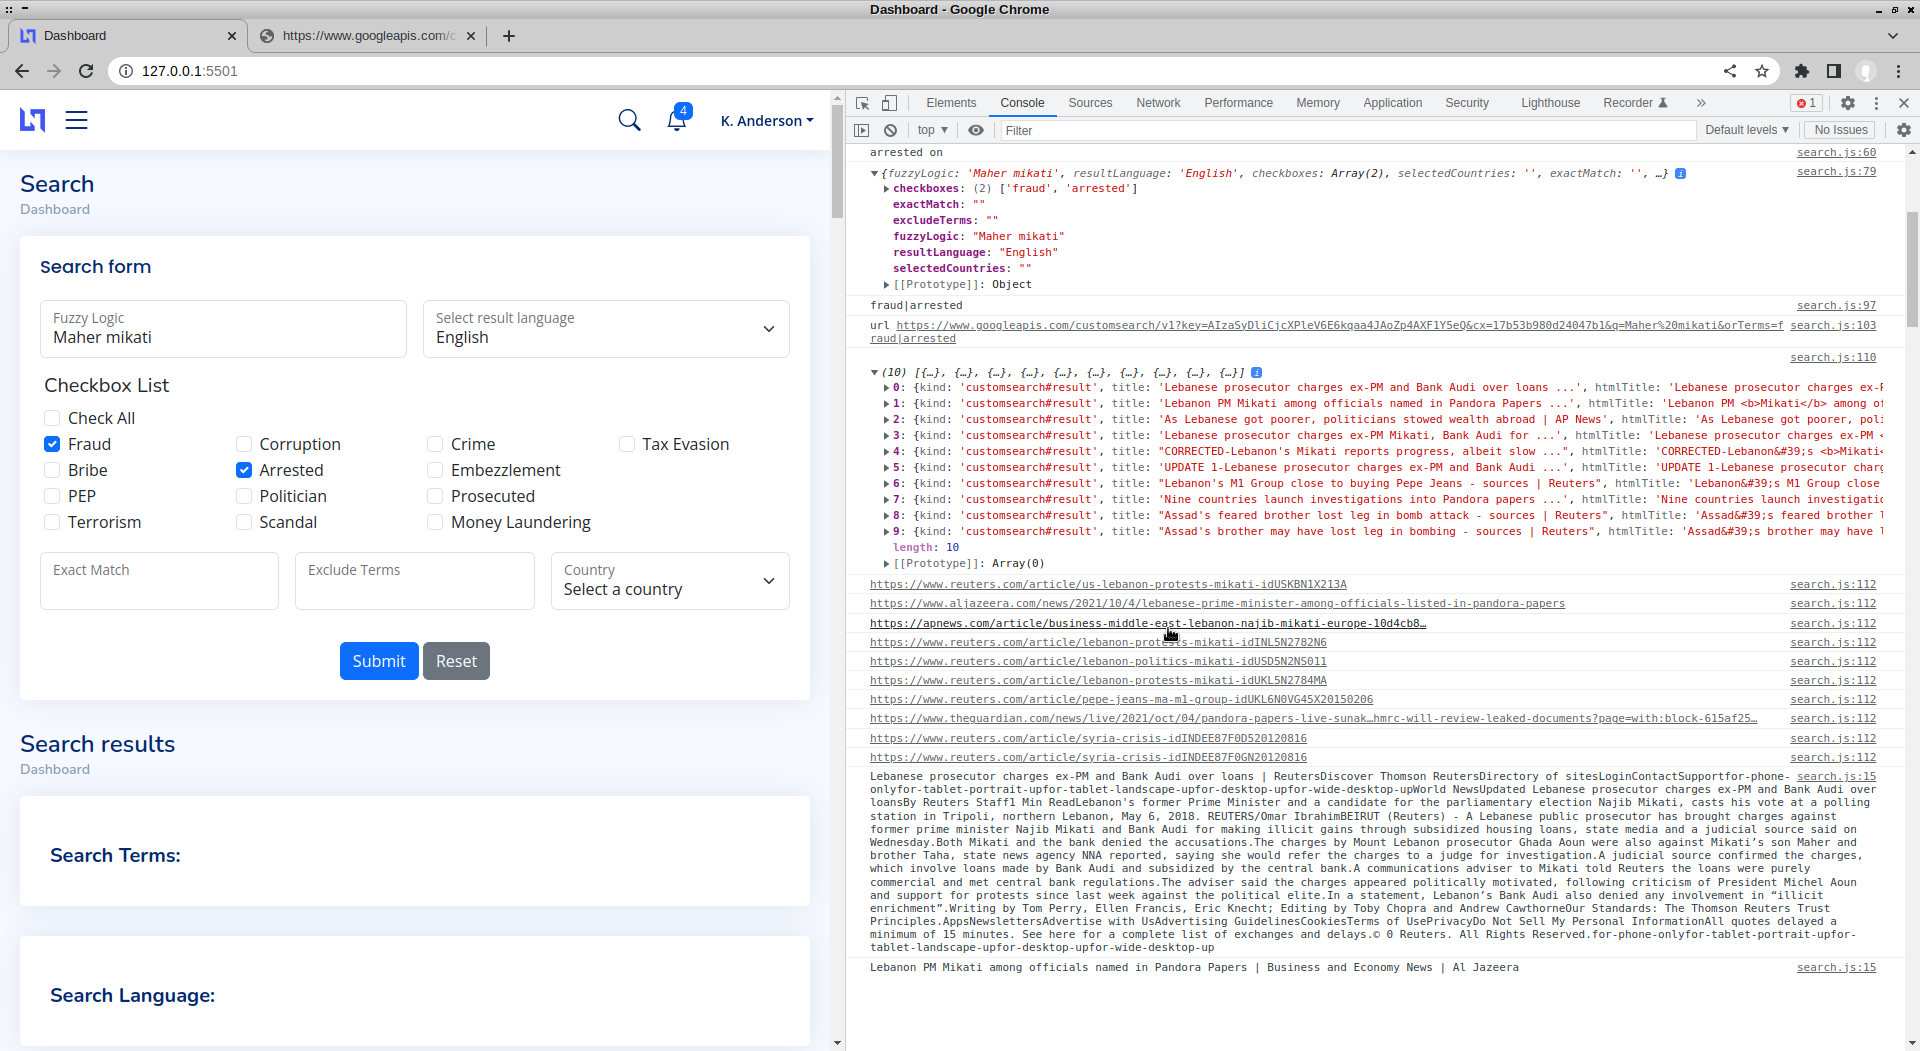 Dashboard - Google Chrome
Dashboard
https://www.googleapis.com/c
127.0.0.1:5501
4
K. Anderson
Search
Dashboard
Search form
Fuzzy Logic
Maher mikati
Select result language
English
Checkbox List
Check All
Fraud
Corruption
Crime
Tax Evasion
Bribe
Arrested
Embezzlement
PEP
Politician
Prosecuted
Terrorism
Scandal
Money Laundering
Exact Match
Exclude Terms
Country
Select a country
Submit
Reset
Search results
Dashboard
Search Terms:
Search Language:
Elements Console Sources Network Performance Memory Application Security Lighthouse Recorder 1
top Filter Default levels No Issues
arrested on search.js:60
{fuzzyLogic: 'Maher mikati', resultLanguage: 'English', checkboxes: Array(2), selectedCountries: '', exactMatch: '', …} search.js:79
checkboxes: (2) ['fraud', 'arrested']
exactMatch: ""
excludeTerms: ""
fuzzyLogic: "Maher mikati"
resultLanguage: "English"
selectedCountries: ""
[[Prototype]]: Object
fraud|arrested search.js:97
url https://www.googleapis.com/customsearch/v1?key=AIzaSyDliCjcXPleV6E6kqaa4JAoZp4AXF1Y5eQ&cx=17b53b980d24047b1&q=Maher%20mikati&orTerms=f search.js:103
raud|arrested
search.js:110
(10) [{…}, {…}, {…}, {…}, {…}, {…}, {…}, {…}, {…}, {…}]
0: {kind: 'customsearch#result', title: 'Lebanese prosecutor charges ex-PM and Bank Audi over loans ...', htmlTitle: 'Lebanese prosecutor charges ex-P
1: {kind: 'customsearch#result', title: 'Lebanon PM Mikati among officials named in Pandora Papers ...', htmlTitle: 'Lebanon PM <b>Mikati</b> among of
2: {kind: 'customsearch#result', title: 'As Lebanese got poorer, politicians stowed wealth abroad | AP News', htmlTitle: 'As Lebanese got poorer, poli
3: {kind: 'customsearch#result', title: 'Lebanese prosecutor charges ex-PM Mikati, Bank Audi for ...', htmlTitle: 'Lebanese prosecutor charges ex-PM <
4: {kind: 'customsearch#result', title: "CORRECTED-Lebanon's Mikati reports progress, albeit slow ...", htmlTitle: 'CORRECTED-Lebanon&#39;s <b>Mikati<
5: {kind: 'customsearch#result', title: 'UPDATE 1-Lebanese prosecutor charges ex-PM and Bank Audi ...', htmlTitle: 'UPDATE 1-Lebanese prosecutor charg
6: {kind: 'customsearch#result', title: "Lebanon's M1 Group close to buying Pepe Jeans - sources | Reuters", htmlTitle: 'Lebanon&#39;s M1 Group close
7: {kind: 'customsearch#result', title: 'Nine countries launch investigations into Pandora papers ...', htmlTitle: 'Nine countries launch investigatio
8: {kind: 'customsearch#result', title: "Assad's feared brother lost leg in bomb attack - sources | Reuters", htmlTitle: 'Assad&#39;s feared brother l
9: {kind: 'customsearch#result', title: "Assad's brother may have lost leg in bombing - sources | Reuters", htmlTitle: 'Assad&#39;s brother may have l
length: 10
[[Prototype]]: Array(0)
https://www.reuters.com/article/us-lebanon-protests-mikati-idUSKBN1X213A search.js:112
https://www.aljazeera.com/news/2021/10/4/lebanese-prime-minister-among-officials-listed-in-pandora-papers search.js:112
https://apnews.com/article/business-middle-east-lebanon-najib-mikati-europe-10d4cb8… search.js:112
https://www.reuters.com/article/lebanon-protests-mikati-idINL5N2782N6 search.js:112
https://www.reuters.com/article/lebanon-politics-mikati-idUSD5N2NS011 search.js:112
https://www.reuters.com/article/lebanon-protests-mikati-idUKL5N2784MA search.js:112
https://www.reuters.com/article/pepe-jeans-ma-m1-group-idUKL6N0VG45X20150206 search.js:112
https://www.theguardian.com/news/live/2021/oct/04/pandora-papers-live-sunak…hmrc-will-review-leaked-documents?page=with:block-615af25… search.js:112
https://www.reuters.com/article/syria-crisis-idINDEE87F0D520120816 search.js:112
https://www.reuters.com/article/syria-crisis-idINDEE87F0GN20120816 search.js:112
Lebanese prosecutor charges ex-PM and Bank Audi over loans | ReutersDiscover Thomson ReutersDirectory of sitesLoginContactSupportfor-phone- search.js:15
onlyfor-tablet-portrait-upfor-tablet-landscape-upfor-desktop-upfor-wide-desktop-upWorld NewsUpdated Lebanese prosecutor charges ex-PM and Bank Audi over
loansBy Reuters Staff1 Min ReadLebanon's former Prime Minister and a candidate for the parliamentary election Najib Mikati, casts his vote at a polling
station in Tripoli, northern Lebanon, May 6, 2018. REUTERS/Omar IbrahimBEIRUT (Reuters) - A Lebanese public prosecutor has brought charges against
former prime minister Najib Mikati and Bank Audi for making illicit gains through subsidized housing loans, state media and a judicial source said on
Wednesday.Both Mikati and the bank denied the accusations.The charges by Mount Lebanon prosecutor Ghada Aoun were also against Mikati’s son Maher and
brother Taha, state news agency NNA reported, saying she would refer the charges to a judge for investigation.A judicial source confirmed the charges,
which involve loans made by Bank Audi and subsidized by the central bank.A communications adviser to Mikati told Reuters the loans were purely
commercial and met central bank regulations.The adviser said the charges appeared politically motivated, following criticism of President Michel Aoun
and support for protests since last week against the political elite.In a statement, Lebanon’s Bank Audi also denied any involvement in “illicit
enrichment”.Writing by Tom Perry, Ellen Francis, Eric Knecht; Editing by Toby Chopra and Andrew CawthorneOur Standards: The Thomson Reuters Trust
Principles.AppsNewslettersAdvertise with UsAdvertising GuidelinesCookiesTerms of UsePrivacyDo Not Sell My Personal InformationAll quotes delayed a
minimum of 15 minutes. See here for a complete list of exchanges and delays.© 0 Reuters. All Rights Reserved.for-phone-onlyfor-tablet-portrait-upfor-
tablet-landscape-upfor-desktop-upfor-wide-desktop-up
Lebanon PM Mikati among officials named in Pandora Papers | Business and Economy News | Al Jazeera search.js:15